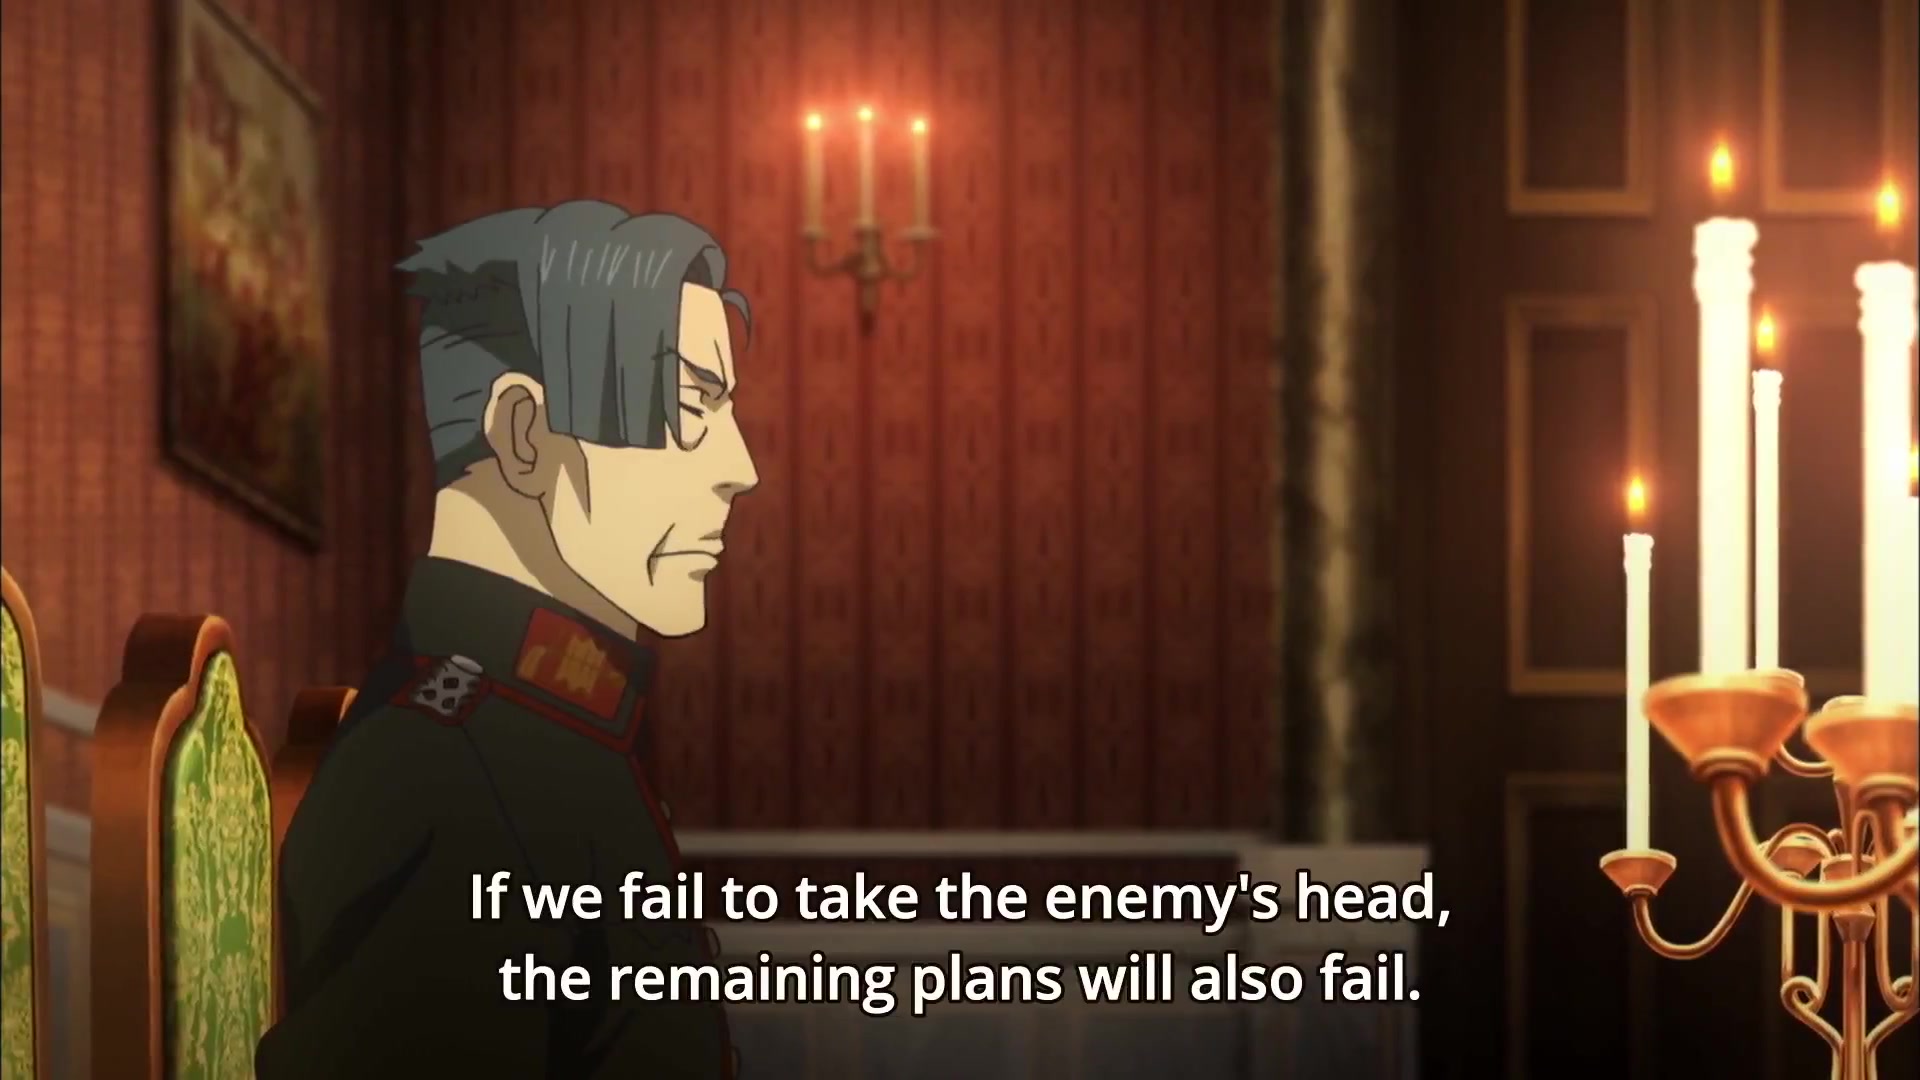 If we fail to take the enemy's head,
the remaining plans will also fail.